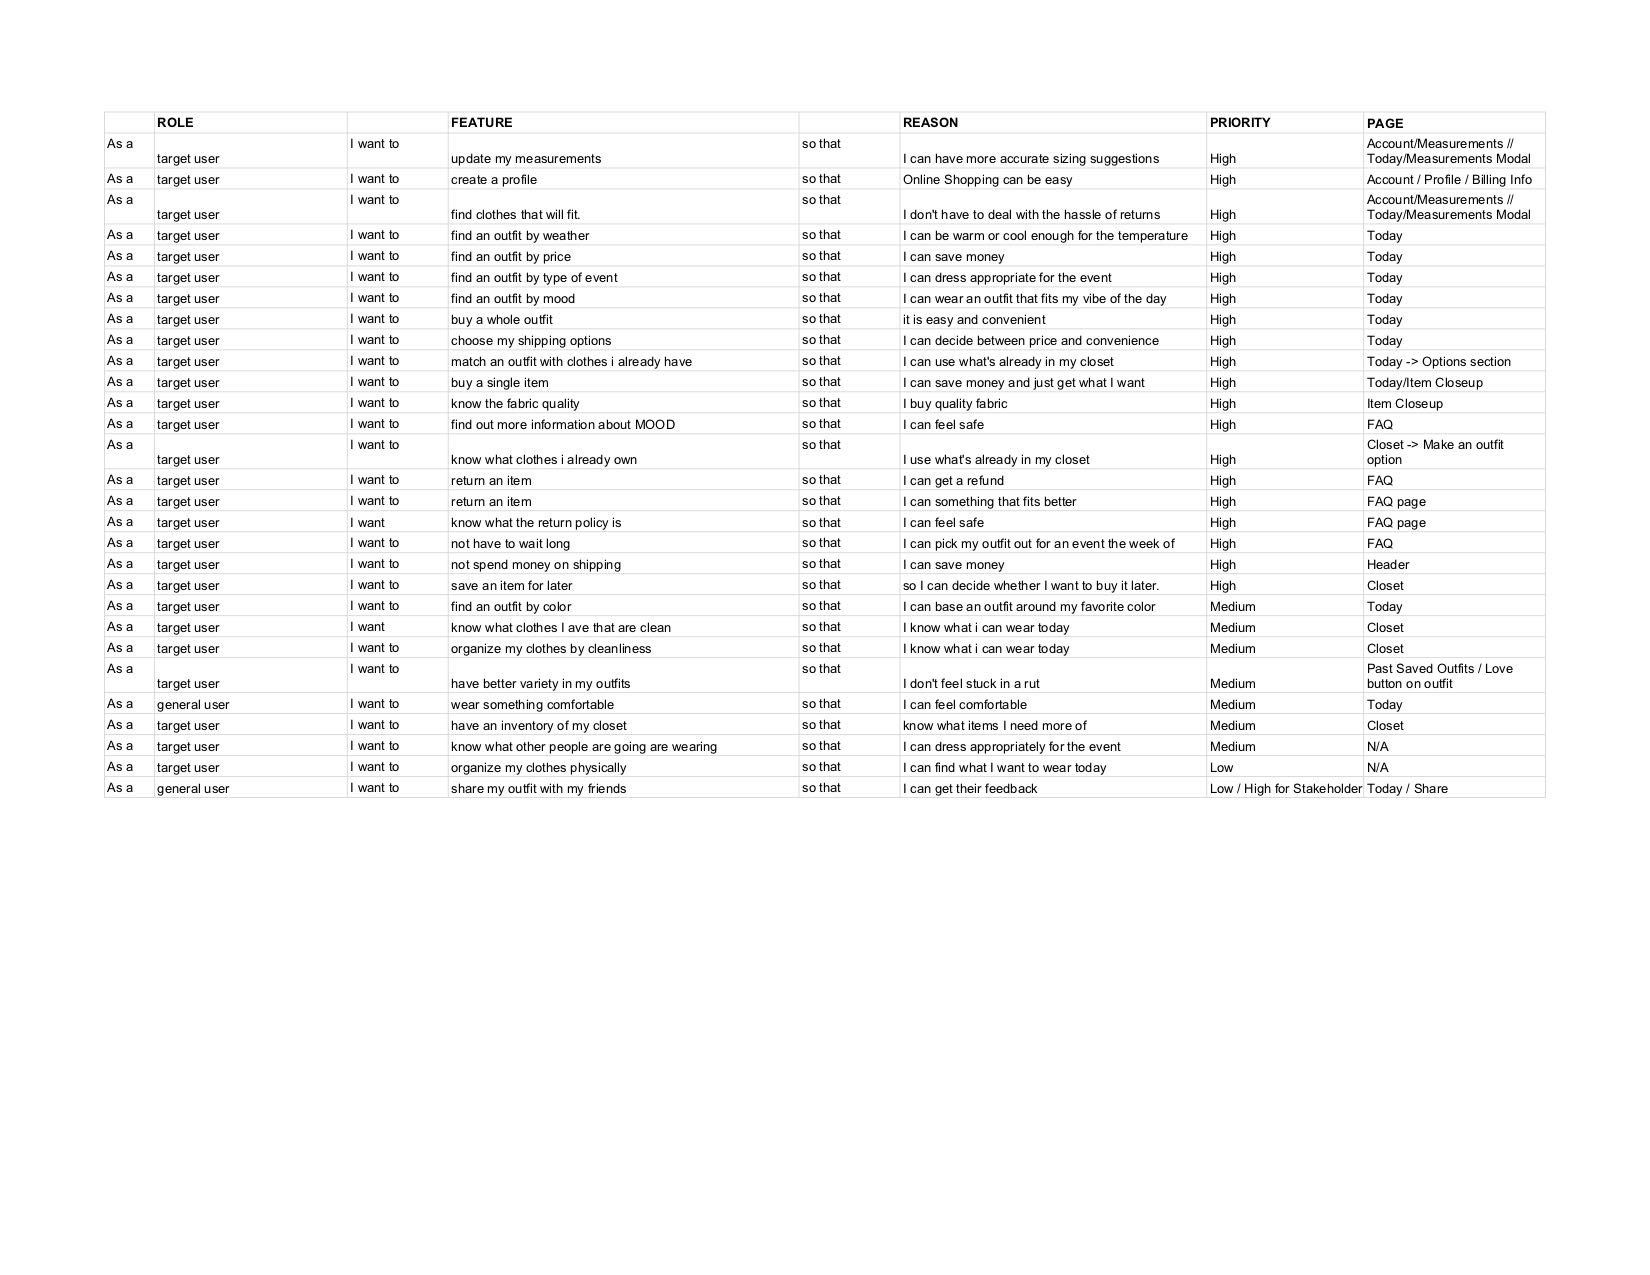 ROLE FEATURE REASON PRIORITY PAGE
As a target user I want to update my measurements so that I can have more accurate sizing suggestions High Account/Measurements //
Today/Measurements Modal
As a target user I want to create a profile so that Online Shopping can be easy High Account / Profile / Billing Info
As a target user I want to find clothes that will fit. so that I don't have to deal with the hassle of returns High Account/Measurements //
Today/Measurements Modal
As a target user I want to find an outfit by weather so that I can be warm or cool enough for the temperature High Today
As a target user I want to find an outfit by price so that I can save money High Today
As a target user I want to find an outfit by type of event so that I can dress appropriate for the event High Today
As a target user I want to find an outfit by mood so that I can wear an outfit that fits my vibe of the day High Today
As a target user I want to buy a whole outfit so that it is easy and convenient High Today
As a target user I want to choose my shipping options so that I can decide between price and convenience High Today
As a target user I want to match an outfit with clothes i already have so that I can use what's already in my closet High Today -> Options section
As a target user I want to buy a single item so that I can save money and just get what I want High Today/Item Closeup
As a target user I want to know the fabric quality so that I buy quality fabric High Item Closeup
As a target user I want to find out more information about MOOD so that I can feel safe High FAQ
As a target user I want to know what clothes i already own so that I use what's already in my closet High Closet -> Make an outfit
option
As a target user I want to return an item so that I can get a refund High FAQ
As a target user I want to return an item so that I can something that fits better High FAQ page
As a target user I want know what the return policy is so that I can feel safe High FAQ page
As a target user I want to not have to wait long so that I can pick my outfit out for an event the week of High FAQ
As a target user I want to not spend money on shipping so that I can save money High Header
As a target user I want to save an item for later so that so I can decide whether I want to buy it later. High Closet
As a target user I want to find an outfit by color so that I can base an outfit around my favorite color Medium Today
As a target user I want know what clothes I ave that are clean so that I know what i can wear today Medium Closet
As a target user I want to organize my clothes by cleanliness so that I know what i can wear today Medium Closet
As a target user I want to have better variety in my outfits so that I don't feel stuck in a rut Medium Past Saved Outfits / Love
button on outfit
As a general user I want to wear something comfortable so that I can feel comfortable Medium Today
As a target user I want to have an inventory of my closet so that know what items I need more of Medium Closet
As a target user I want to know what other people are going are wearing so that I can dress appropriately for the event Medium N/A
As a target user I want to organize my clothes physically so that I can find what I want to wear today Low N/A
As a general user I want to share my outfit with my friends so that I can get their feedback Low / High for Stakeholder Today / Share